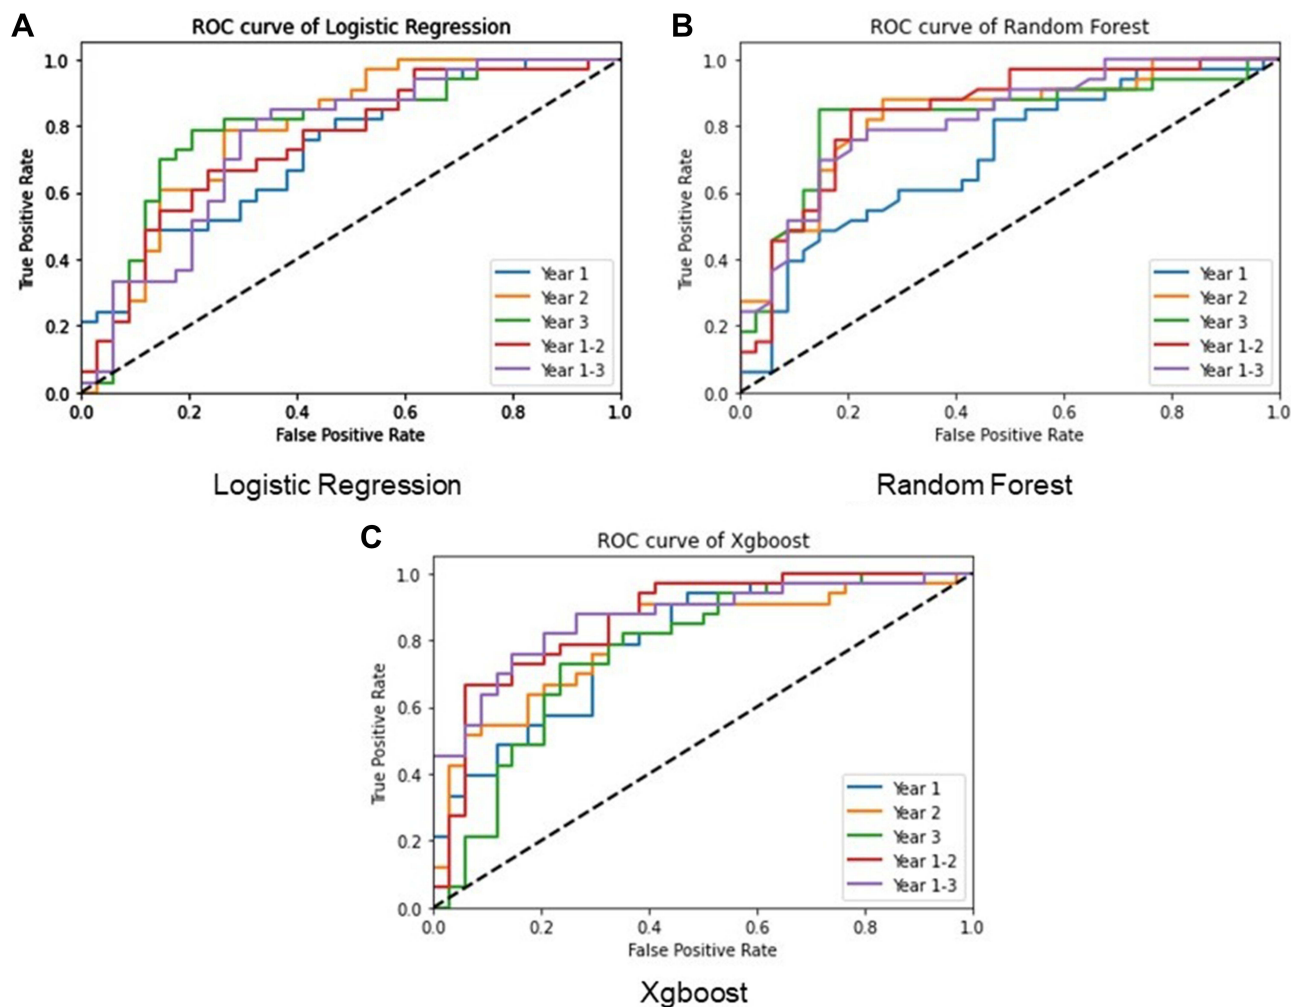 A
ROC curve of Logistic Regression
True Positive Rate
1.0
0.8
0.6
0.4
0.2
0.0
0.0 0.2 0.4 0.6 0.8 1.0
False Positive Rate
Year 1
Year 2
Year 3
Year 1-2
Year 1-3
Logistic Regression
B
ROC curve of Random Forest
True Positive Rate
1.0
0.8
0.6
0.4
0.2
0.0
0.0 0.2 0.4 0.6 0.8 1.0
False Positive Rate
Year 1
Year 2
Year 3
Year 1-2
Year 1-3
Random Forest
C
ROC curve of Xgboost
True Positive Rate
1.0
0.8
0.6
0.4
0.2
0.0
0.0 0.2 0.4 0.6 0.8 1.0
False Positive Rate
Year 1
Year 2
Year 3
Year 1-2
Year 1-3
Xgboost